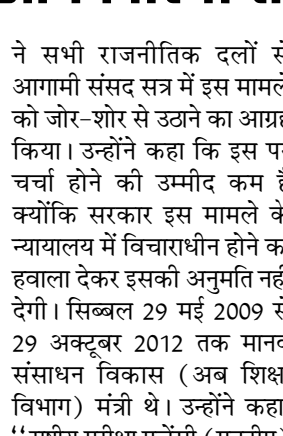 ने सभी राजनीतिक दलों से
आगामी संसद सत्र में इस मामले
को जोर-शोर से उठाने का आग्रह
किया। उन्होंने कहा कि इस पर
चर्चा होने की उम्मीद कम है
क्योंकि सरकार इस मामले के
न्यायालय में विचाराधीन होने का
हवाला देकर इसकी अनुमति नहीं
देगी। सिब्बल 29 मई 2009 से
29 अक्टूबर 2012 तक मानव
संसाधन विकास (अब शिक्षा
विभाग) मंत्री थे। उन्होंने कहा